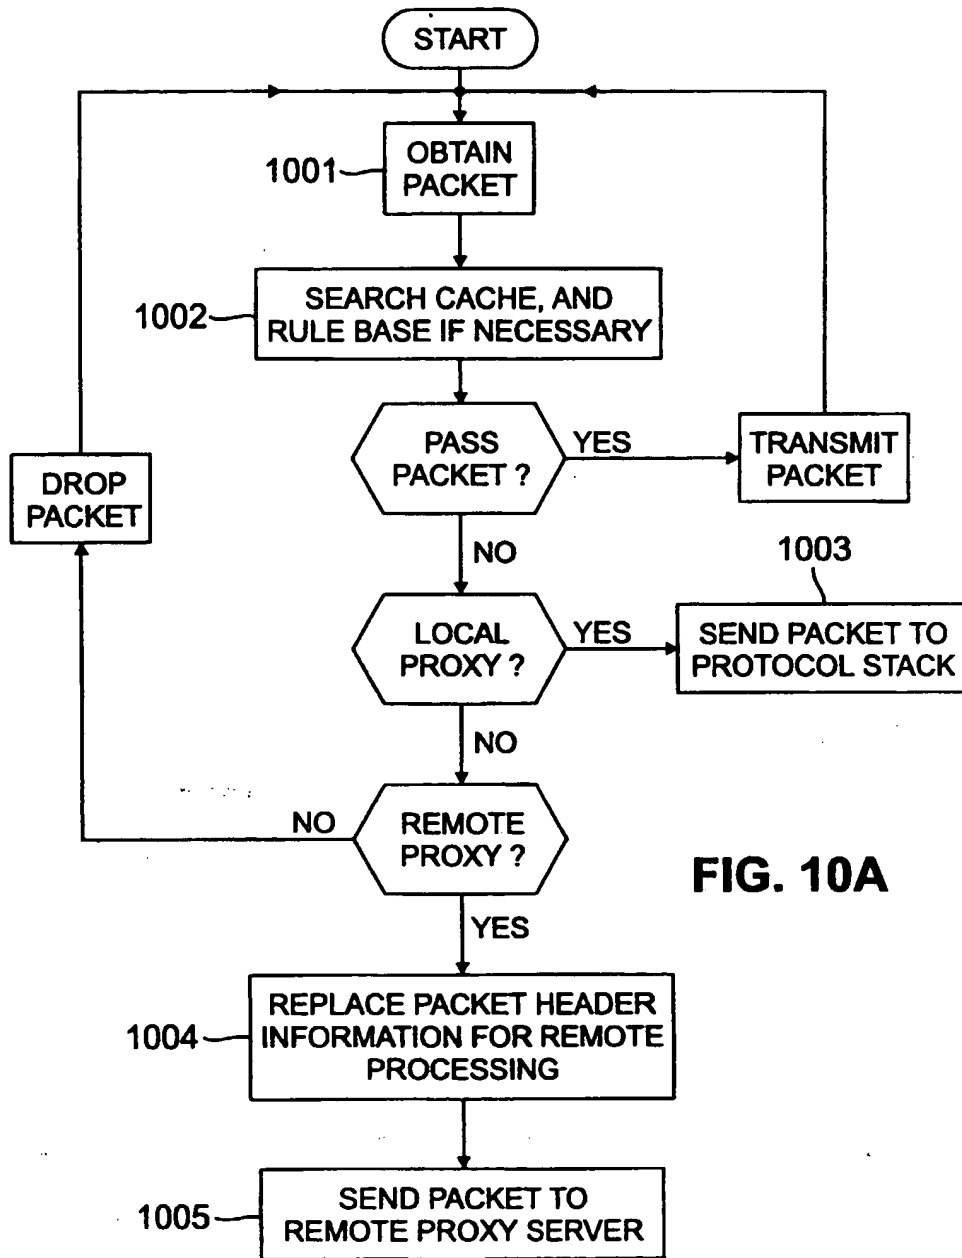 START
OBTAIN
PACKET
1001
SEARCH CACHE, AND
RULE BASE IF NECESSARY
1002
PASS
PACKET ?
YES
TRANSMIT
PACKET
DROP
PACKET
NO
1003
LOCAL
PROXY ?
YES
SEND PACKET TO
PROTOCOL STACK
NO
NO
REMOTE
PROXY ?
FIG. 10A
YES
REPLACE PACKET HEADER
INFORMATION FOR REMOTE
PROCESSING
1004
SEND PACKET TO
REMOTE PROXY SERVER
1005